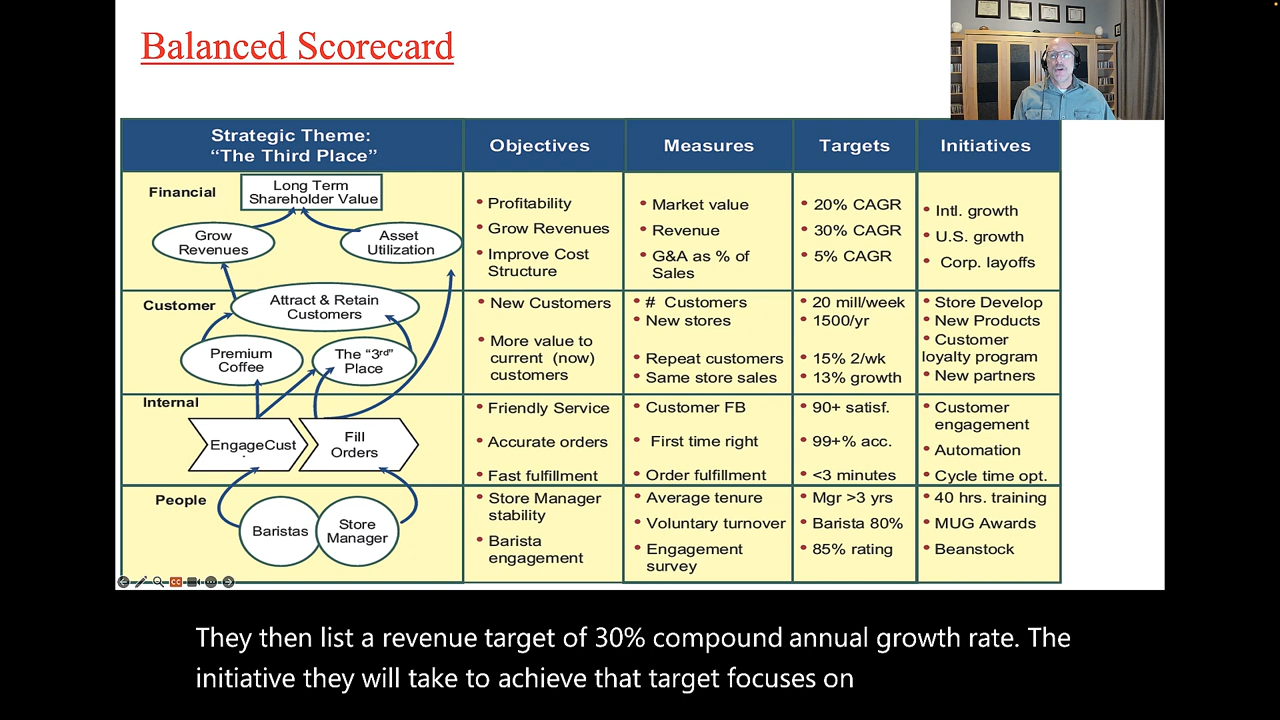 Balanced Scorecard
Strategic Theme:
“The Third Place”
Objectives
Measures
Targets
Initiatives
Financial
Long Term
Shareholder Value
Grow
Revenues
Asset
Utilization
• Profitability
• Grow Revenues
• Improve Cost
Structure
• Market value
• Revenue
• G&A as % of
Sales
• 20% CAGR
• 30% CAGR
• 5% CAGR
• Intl. growth
• U.S. growth
• Corp. layoffs
Customer
Attract & Retain
Customers
Premium
Coffee
The “3rd”
Place
• New Customers
• More value to
current (now)
customers
• # Customers
• New stores
• Repeat customers
• Same store sales
• 20 mill/week
• 1500/yr
• 15% 2/wk
• 13% growth
• Store Develop
• New Products
• Customer
loyalty program
• New partners
Internal
EngageCust
.
Fill
Orders
• Friendly Service
• Accurate orders
• Fast fulfillment
• Customer FB
• First time right
• Order fulfillment
• 90+ satisf.
• 99+% acc.
• <3 minutes
• Customer
engagement
• Automation
• Cycle time opt.
People
Baristas
Store
Manager
• Store Manager
stability
• Barista
engagement
• Average tenure
• Voluntary turnover
• Engagement
survey
• Mgr >3 yrs
• Barista 80%
• 85% rating
• 40 hrs. training
• MUG Awards
• Beanstock
They then list a revenue target of 30% compound annual growth rate. The
initiative they will take to achieve that target focuses on